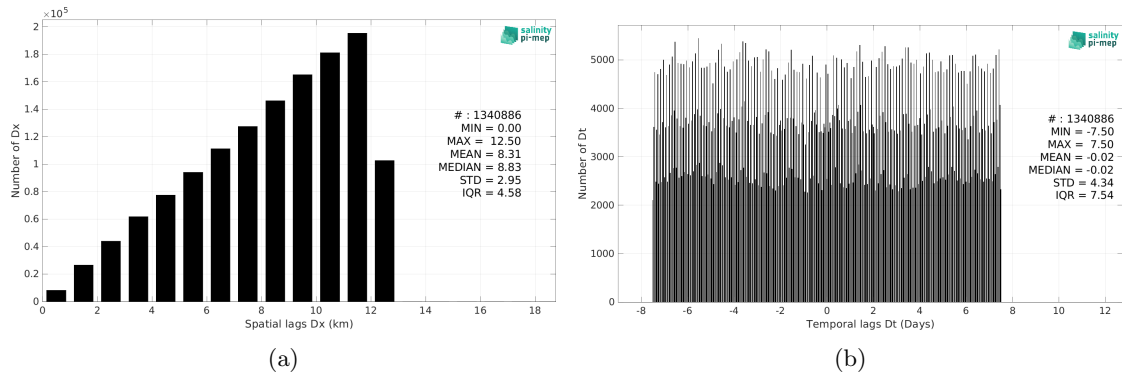 ×10⁵
2
1.8
1.6
1.4
1.2
1
0.8
0.6
0.4
0.2
0
Number of Dx
salinity
pi-mep
# : 1340886
MIN = 0.00
MAX = 12.50
MEAN = 8.31
MEDIAN = 8.83
STD = 2.95
IQR = 4.58
0 2 4 6 8 10 12 14 16 18
Spatial lags Dx (km)
(a)
5000
4000
3000
2000
1000
0
Number of Dt
salinity
pi-mep
# : 1340886
MIN = -7.50
MAX = 7.50
MEAN = -0.02
MEDIAN = -0.02
STD = 4.34
IQR = 7.54
-8 -6 -4 -2 0 2 4 6 8 10 12
Temporal lags Dt (Days)
(b)